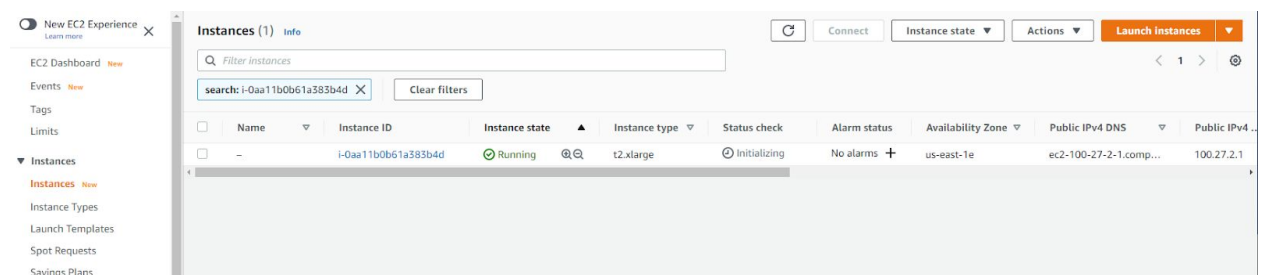 New EC2 Experience
Learn more
EC2 Dashboard New
Events New
Tags
Limits
Instances
Instances New
Instance Types
Launch Templates
Spot Requests
Savings Plans
Instances (1) Info
Connect Instance state Actions Launch instances
Filter instances
1
search: i-0aa11b0b61a383b4d Clear filters
Name Instance ID Instance state Instance type Status check Alarm status Availability Zone Public IPv4 DNS Public IPv4 ...
– i-0aa11b0b61a383b4d Running t2.xlarge Initializing No alarms + us-east-1e ec2-100-27-2-1.comp... 100.27.2.1